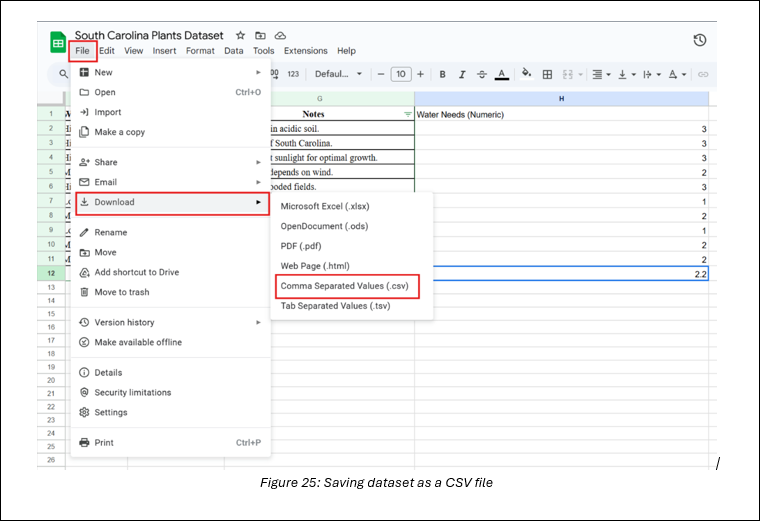 South Carolina Plants Dataset
File Edit View Insert Format Data Tools Extensions Help
123 Defaul... 10 B I S A
G H
1 Notes Water Needs (Numeric)
2 in acidic soil. 3
3 f South Carolina. 3
4 t sunlight for optimal growth. 3
5 depends on wind. 2
6 ooded fields. 3
7 1
8 2
9 1
10 2
11 2
12 2.2
13
14
15
16
17
18
19
20
21
22
23
24
25
26
New
Open Ctrl+O
Import
Make a copy
Share
Email
Download
Rename
Move
Add shortcut to Drive
Move to trash
Version history
Make available offline
Details
Security limitations
Settings
Print Ctrl+P
Microsoft Excel (.xlsx)
OpenDocument (.ods)
PDF (.pdf)
Web Page (.html)
Comma Separated Values (.csv)
Tab Separated Values (.tsv)
Figure 25: Saving dataset as a CSV file